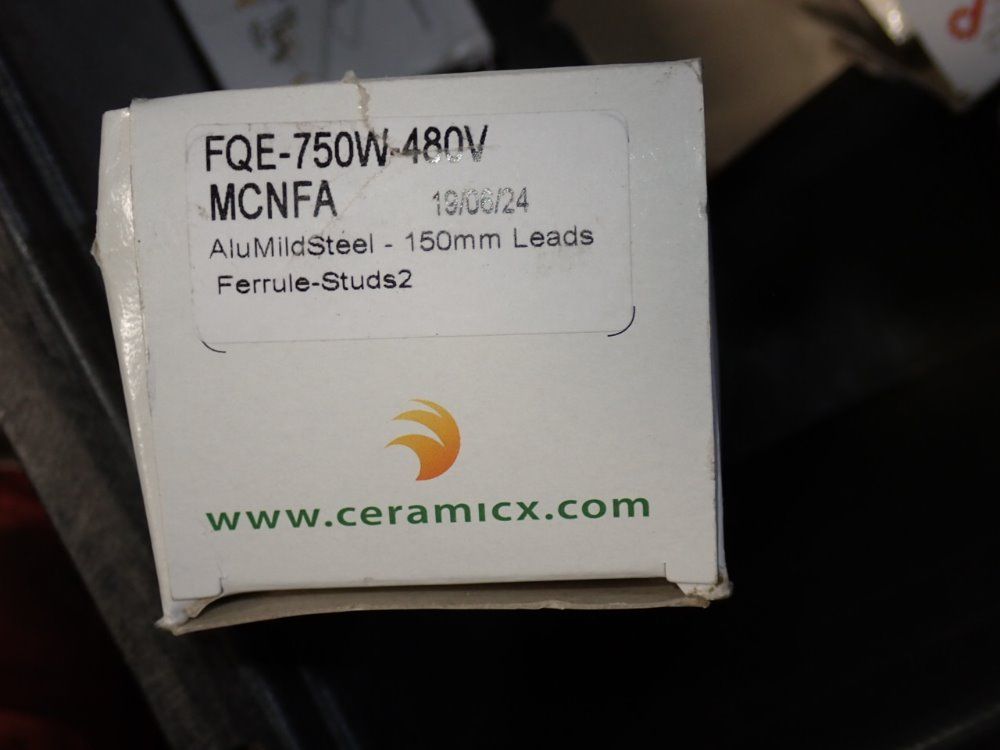 FQE-750W-480V
MCNFA 19/06/24
AluMildSteel - 150mm Leads
Ferrule-Studs2
www.ceramicx.com